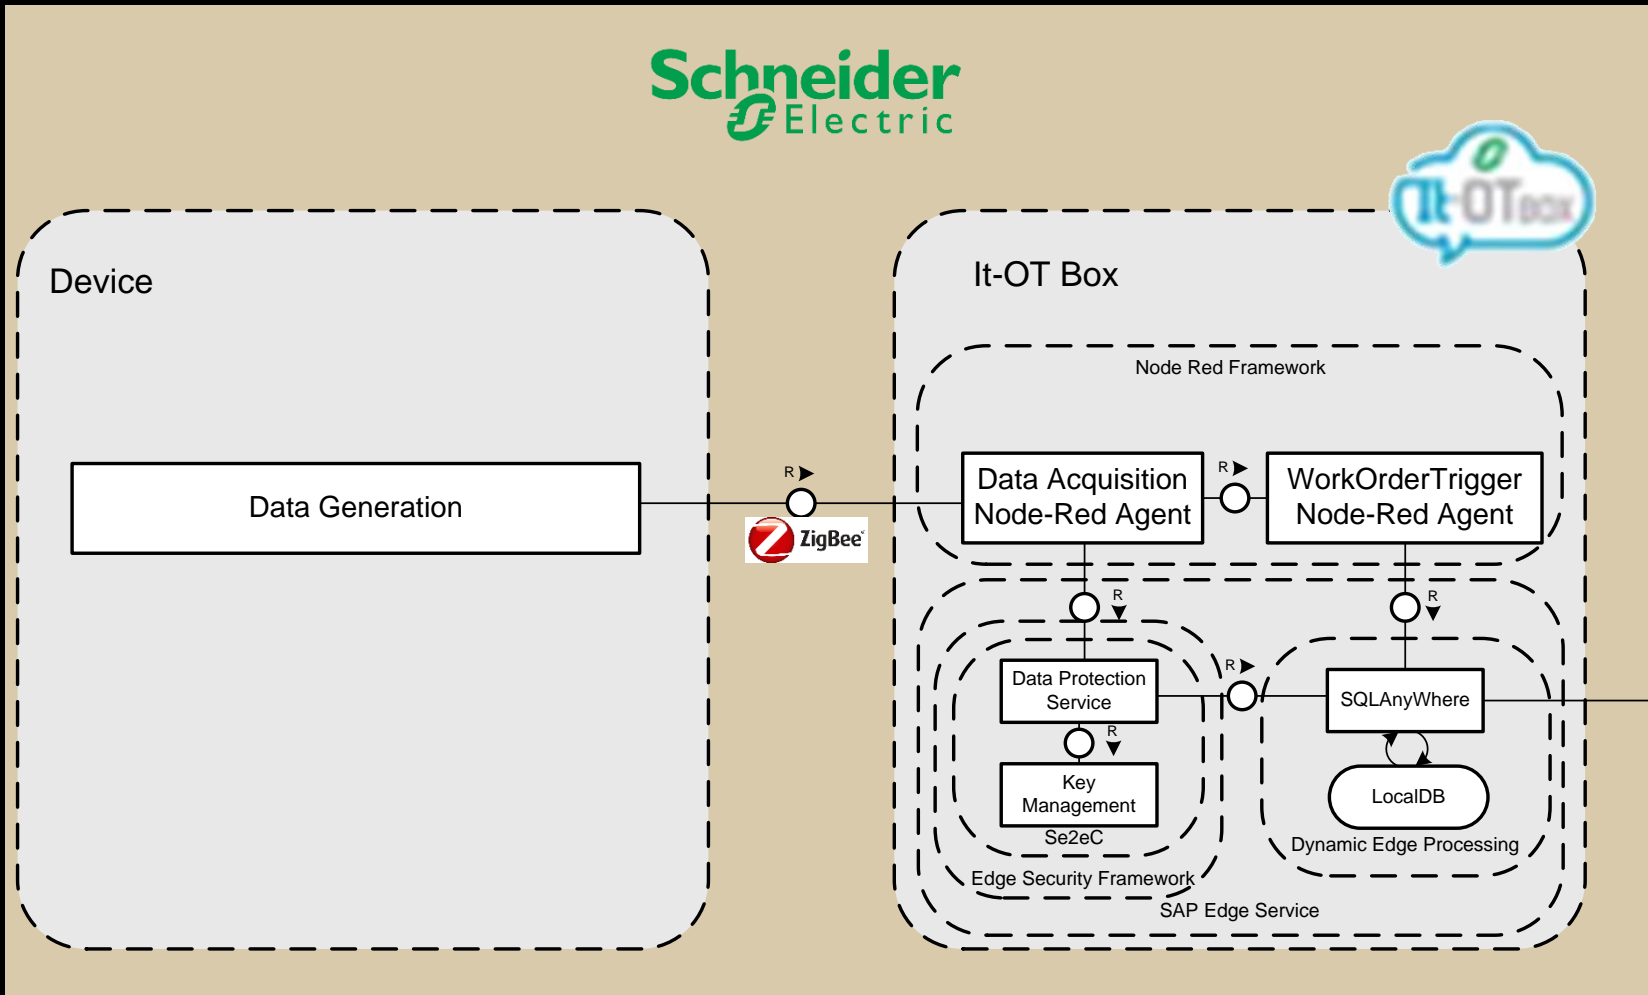 Schneider
Electric
It-OTBOX
Device
It-OT Box
Node Red Framework
Data Generation
R
ZigBee
Data Acquisition
Node-Red Agent
R
WorkOrderTrigger
Node-Red Agent
R
R
Data Protection
Service
R
SQLAnyWhere
R
Key
Management
Se2eC
LocalDB
Dynamic Edge Processing
Edge Security Framework
SAP Edge Service